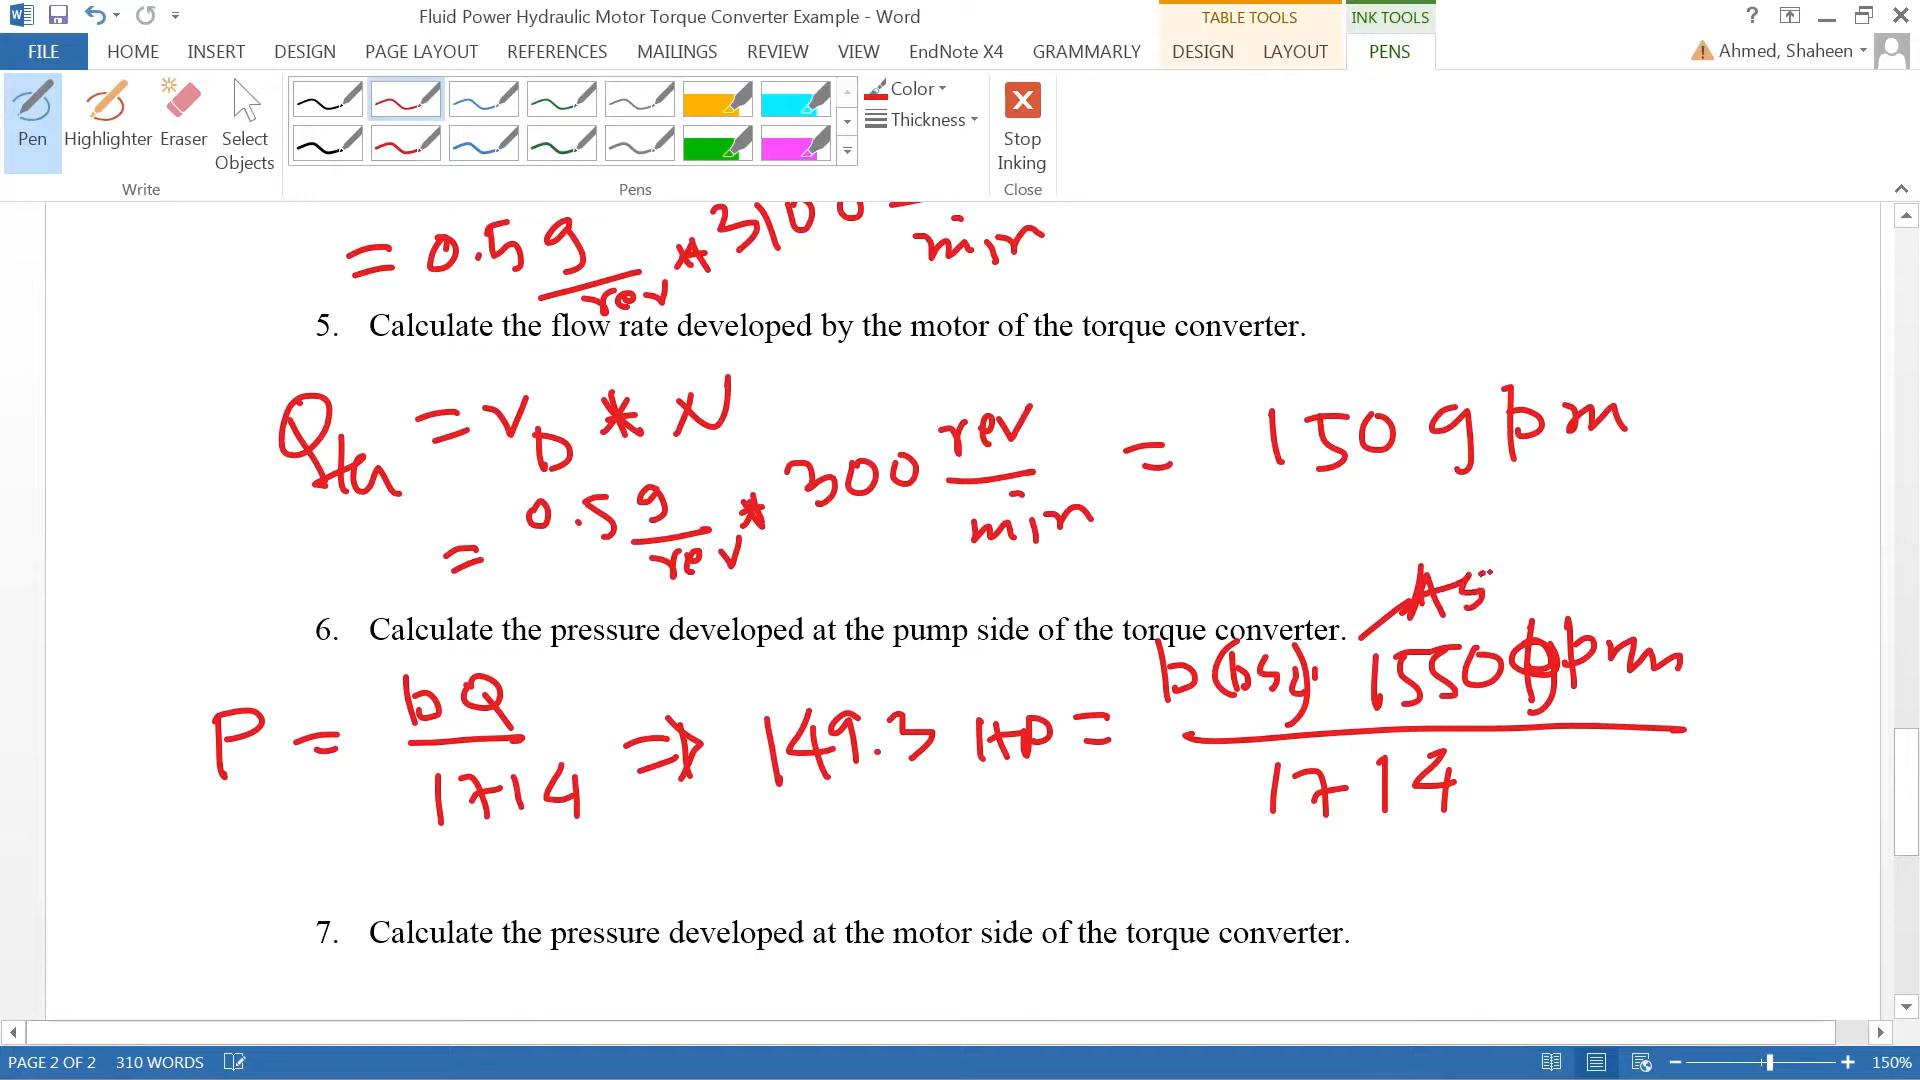 Fluid Power Hydraulic Motor Torque Converter Example - Word
TABLE TOOLS
INK TOOLS
FILE HOME INSERT DESIGN PAGE LAYOUT REFERENCES MAILINGS REVIEW VIEW EndNote X4 GRAMMARLY DESIGN LAYOUT PENS Ahmed, Shaheen
Pen Highlighter Eraser Select Objects
Color
Thickness
Stop Inking
Write Pens Close
= 0.5 g/rev * 3100 min
5. Calculate the flow rate developed by the motor of the torque converter.
= VD * N
= 0.5 g/rev * 300 rev/min = 150 gpm
6. Calculate the pressure developed at the pump side of the torque converter.
P = pQ/1714 => 149.3 HP = p(psi) 1550 gpm/1714
7. Calculate the pressure developed at the motor side of the torque converter.
PAGE 2 OF 2 310 WORDS 150%